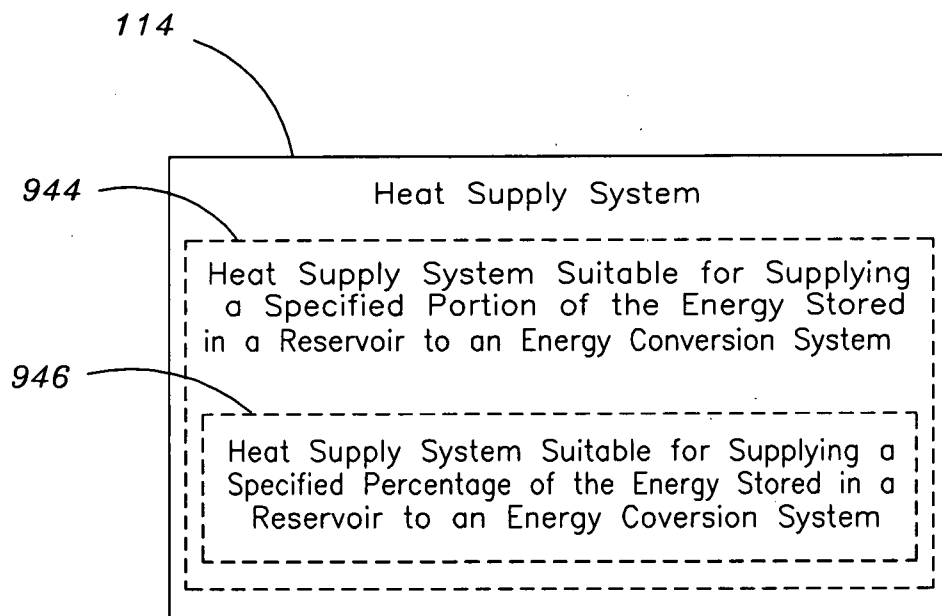 114
Heat Supply System
944
Heat Supply System Suitable for Supplying
a Specified Portion of the Energy Stored
in a Reservoir to an Energy Conversion System
946
Heat Supply System Suitable for Supplying a
Specified Percentage of the Energy Stored in a
Reservoir to an Energy Coversion System